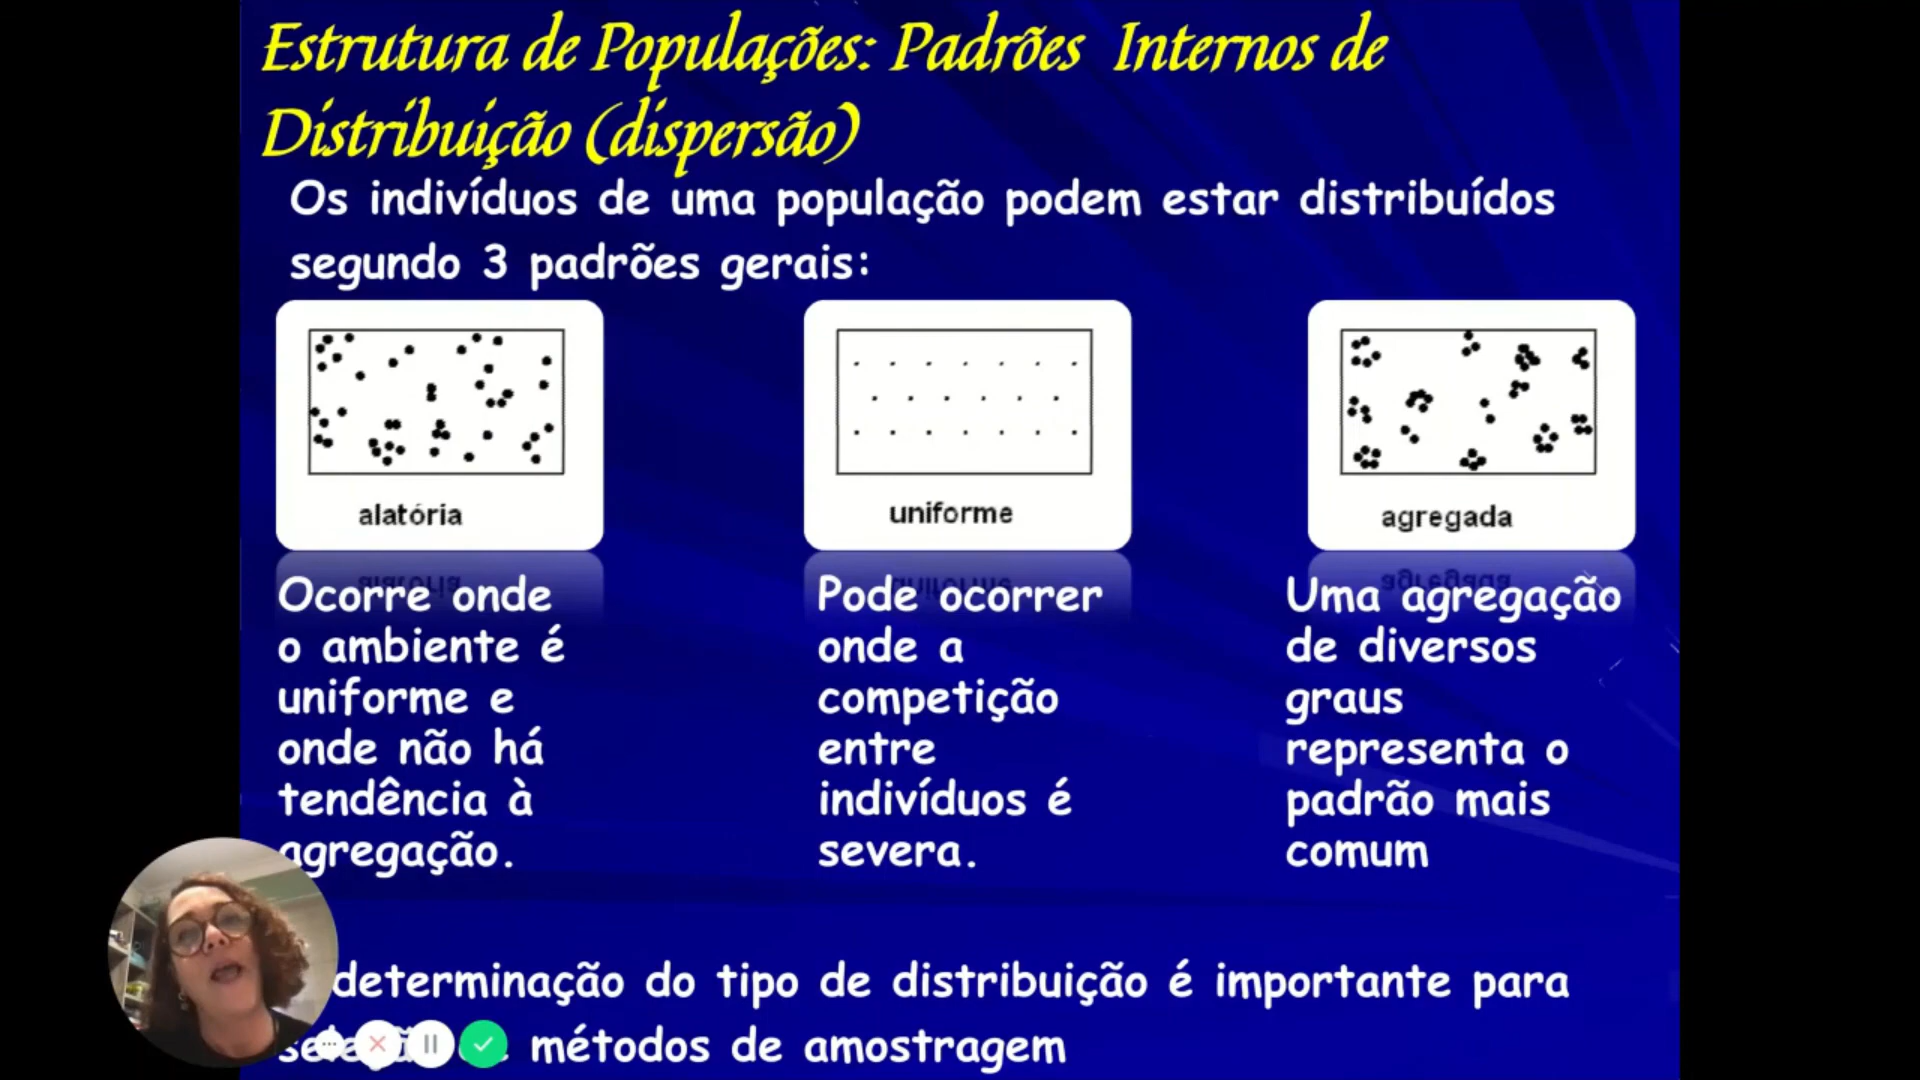 Estrutura de Populações: Padrões Internos de
Distribuição (dispersão)
Os indivíduos de uma população podem estar distribuídos
segundo 3 padrões gerais:
alatória
uniforme
agregada
Ocorre onde
o ambiente é
uniforme e
onde não há
tendência à
agregação.
Pode ocorrer
onde a
competição
entre
indivíduos é
severa.
Uma agregação
de diversos
graus
representa o
padrão mais
comum
determinação do tipo de distribuição é importante para
métodos de amostragem